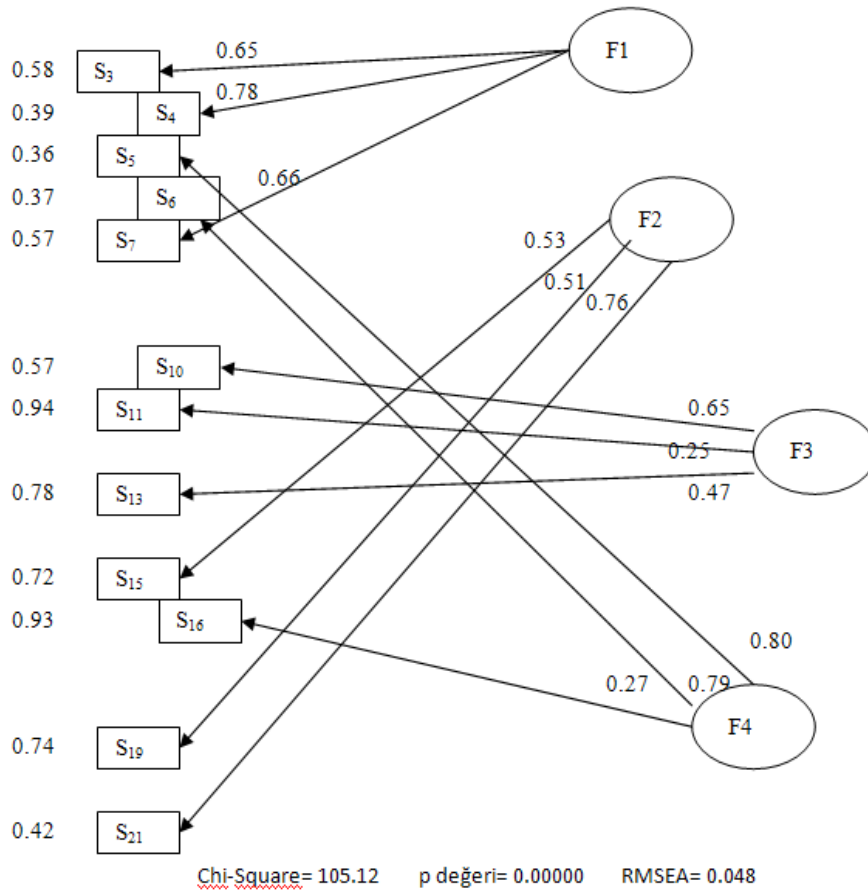 0.65
F1
0.58 S3
0.78
0.39 S4
0.36 S5
0.37 S6
0.66
0.57 S7
F2
0.53
0.51
0.76
0.57 S10
0.65
0.94 S11
0.25
F3
0.78 S13
0.47
0.72 S15
0.93 S16
0.80
0.27
0.79
F4
0.74 S19
0.42 S21
Chi-Square= 105.12 p değeri= 0.00000 RMSEA= 0.048